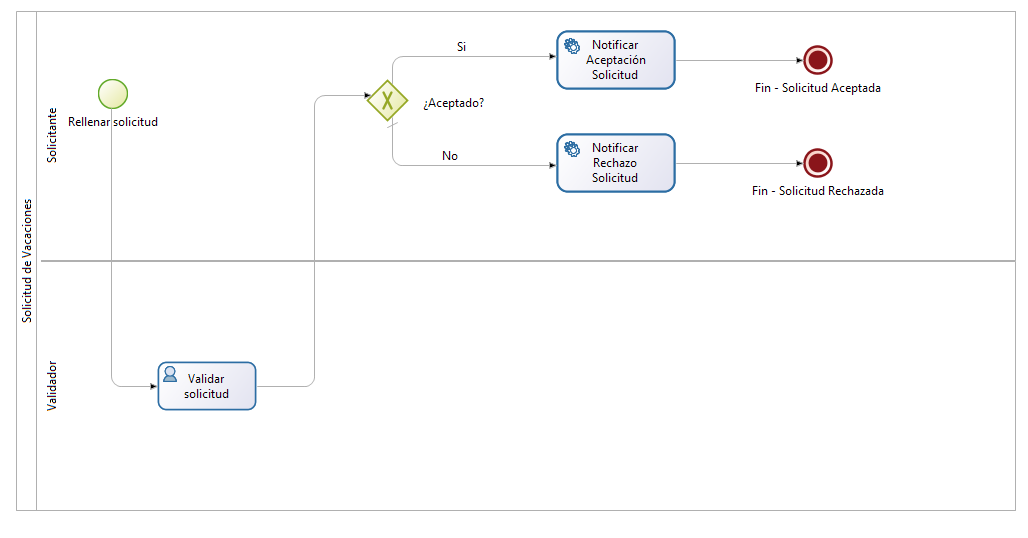 Solicitud de Vacaciones
Solicitante
Rellenar solicitud
¿Aceptado?
Si
Notificar
Aceptación
Solicitud
Fin - Solicitud Aceptada
No
Notificar
Rechazo
Solicitud
Fin - Solicitud Rechazada
Validador
Validar
solicitud